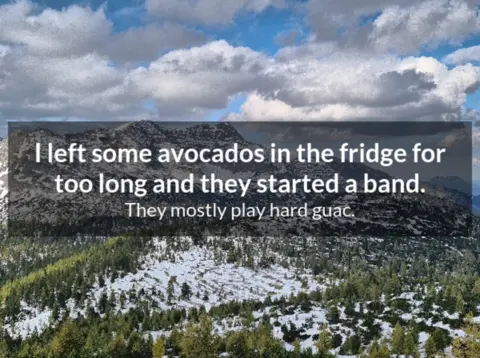 I left some avocados in the fridge for
too long and they started a band.
They mostly play hard guac.